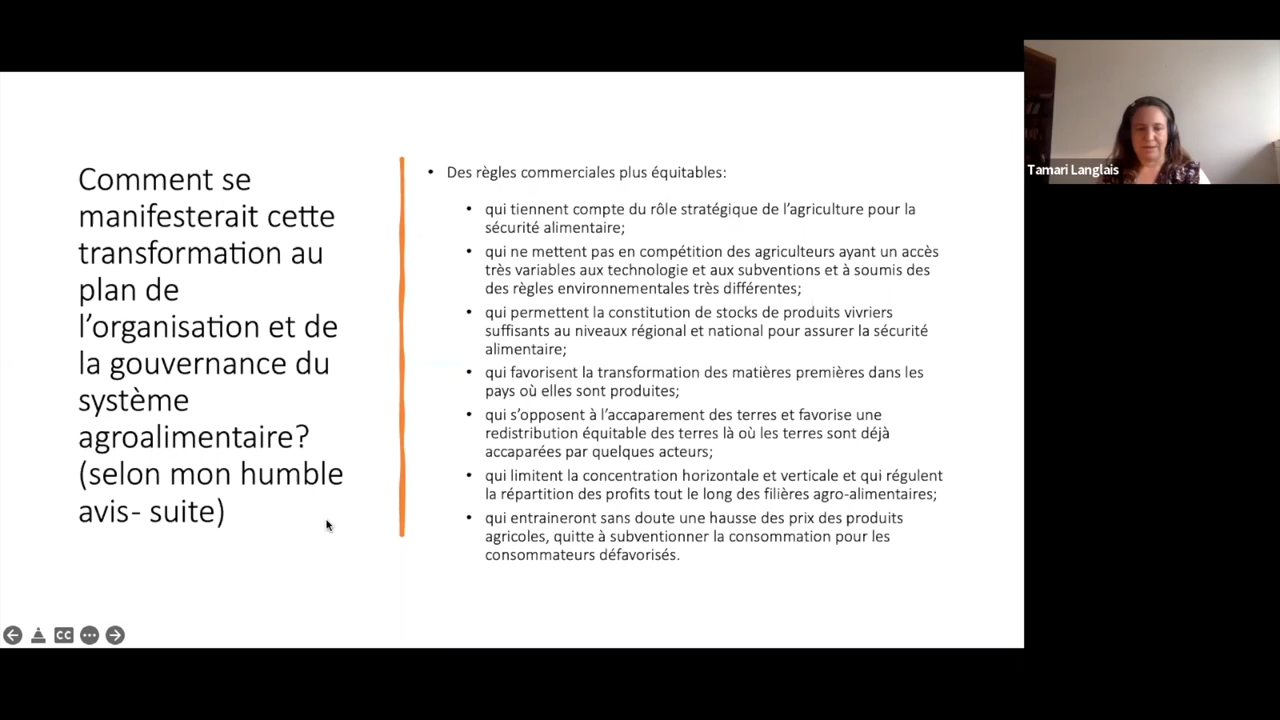 Comment se
manifesterait cette
transformation au
plan de
l’organisation et de
la gouvernance du
système
agroalimentaire?
(selon mon humble
avis- suite)
• Des règles commerciales plus équitables:
• qui tiennent compte du rôle stratégique de l’agriculture pour la
sécurité alimentaire;
• qui ne mettent pas en compétition des agriculteurs ayant un accès
très variables aux technologie et aux subventions et à soumis des
des règles environnementales très différentes;
• qui permettent la constitution de stocks de produits vivriers
suffisants au niveaux régional et national pour assurer la sécurité
alimentaire;
• qui favorisent la transformation des matières premières dans les
pays où elles sont produites;
• qui s’opposent à l’accaparement des terres et favorise une
redistribution équitable des terres là où les terres sont déjà
accaparées par quelques acteurs;
• qui limitent la concentration horizontale et verticale et qui régulent
la répartition des profits tout le long des filières agro-alimentaires;
• qui entraineront sans doute une hausse des prix des produits
agricoles, quitte à subventionner la consommation pour les
consommateurs défavorisés.
Tamari Langlais
CC